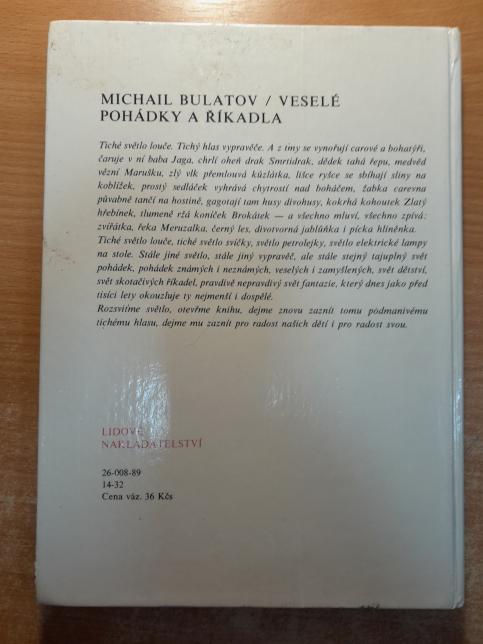 MICHAIL BULATOV / VESELÉ
POHÁDKY A ŘÍKADLA
Tiché světlo louče. Tichý hlas vypravěče. A z tmy se vynořují carové a bohatýři,
čaruje v ní baba Jaga, chrlí oheň drak Smrtidrak, dědek tahá řepu, medvěd
vězní Marušku, zlý vlk přemlouvá kůzlátka, lišce ryšce se sbíhají sliny na
koblížek, prostý sedláček vyhrává chytrostí nad boháčem, žabka carevna
půvabně tančí na hostině, gagotají tam husy divohusy, kokrhá kohoutek Zlatý
hřebínek, tlumeně ržá koníček Brokátek — a všechno mluví, všechno zpívá:
zvířátka, řeka Meruzalka, černý les, divotvorná jabloňka i pícka hliněnka.
Tiché světlo louče, tiché světlo svíčky, světlo petrolejky, světlo elektrické lampy
na stole. Stále jiné světlo, stále jiný vypravěč, ale stále stejný tajuplný svět
pohádek, pohádek známých i neznámých, veselých i zamyšlených, svět dětství,
svět skotačivých říkadel, pravdivě nepravdivý svět fantazie, který dnes jako před
tisíci lety okouzluje ty nejmenší i dospělé.
Rozsviťme světlo, otevřme knihu, dejme znovu zaznít tomu podmanivému
tichému hlasu, dejme mu zaznít pro radost našich dětí i pro radost svou.
LIDOVÉ
NAKLADATELSTVÍ
26-008-89
14-32
Cena váz. 36 Kčs